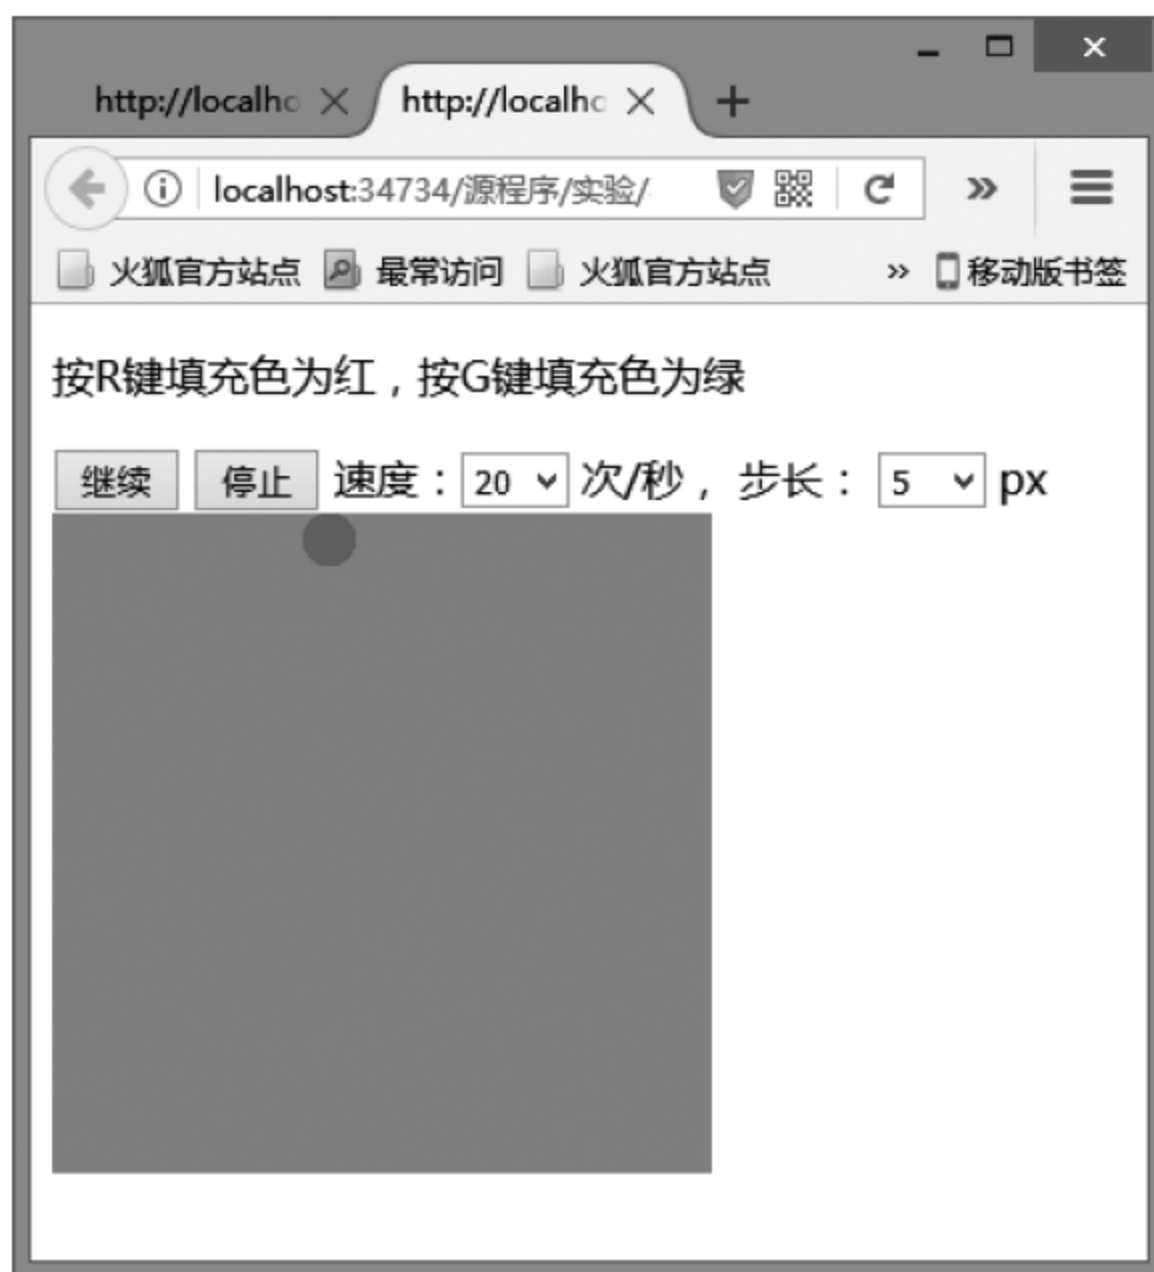 http://localho http://localho
localhost:34734/源程序/实验/
火狐官方站点 最常访问 火狐官方站点 移动版书签
按R键填充色为红，按G键填充色为绿
继续 停止 速度：20 次/秒， 步长： 5 px